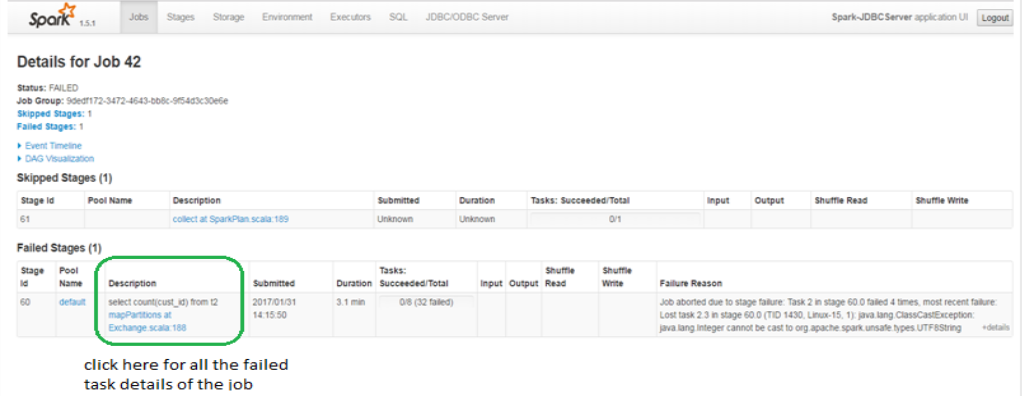 Spark 1.5.1 Jobs Stages Storage Environment Executors SQL JDBC/ODBC Server Spark-JDBCServer application UI Logout
Details for Job 42
Status: FAILED
Job Group: 9dedf172-3472-4643-bb8c-9f54d3c30e6e
Skipped Stages: 1
Failed Stages: 1
Event Timeline
DAG Visualization
Skipped Stages (1)
Stage Id Pool Name Description Submitted Duration Tasks: Succeeded/Total Input Output Shuffle Read Shuffle Write
61 collect at SparkPlan.scala:189 Unknown Unknown 0/1
Failed Stages (1)
Stage Id Pool Name Description Submitted Duration Tasks: Succeeded/Total Input Output Shuffle Read Shuffle Write Failure Reason
60 default select count(cust_id) from t2 2017/01/31 3.1 min 0/8 (32 failed) Job aborted due to stage failure: Task 2 in stage 60.0 failed 4 times, most recent failure:
mapPartitions at 14:15:50 Lost task 2.3 in stage 60.0 (TID 1430, Linux-15, 1): java.lang.ClassCastException:
Exchange.scala:188 java.lang.Integer cannot be cast to org.apache.spark.unsafe.types.UTF8String +details
click here for all the failed
task details of the job